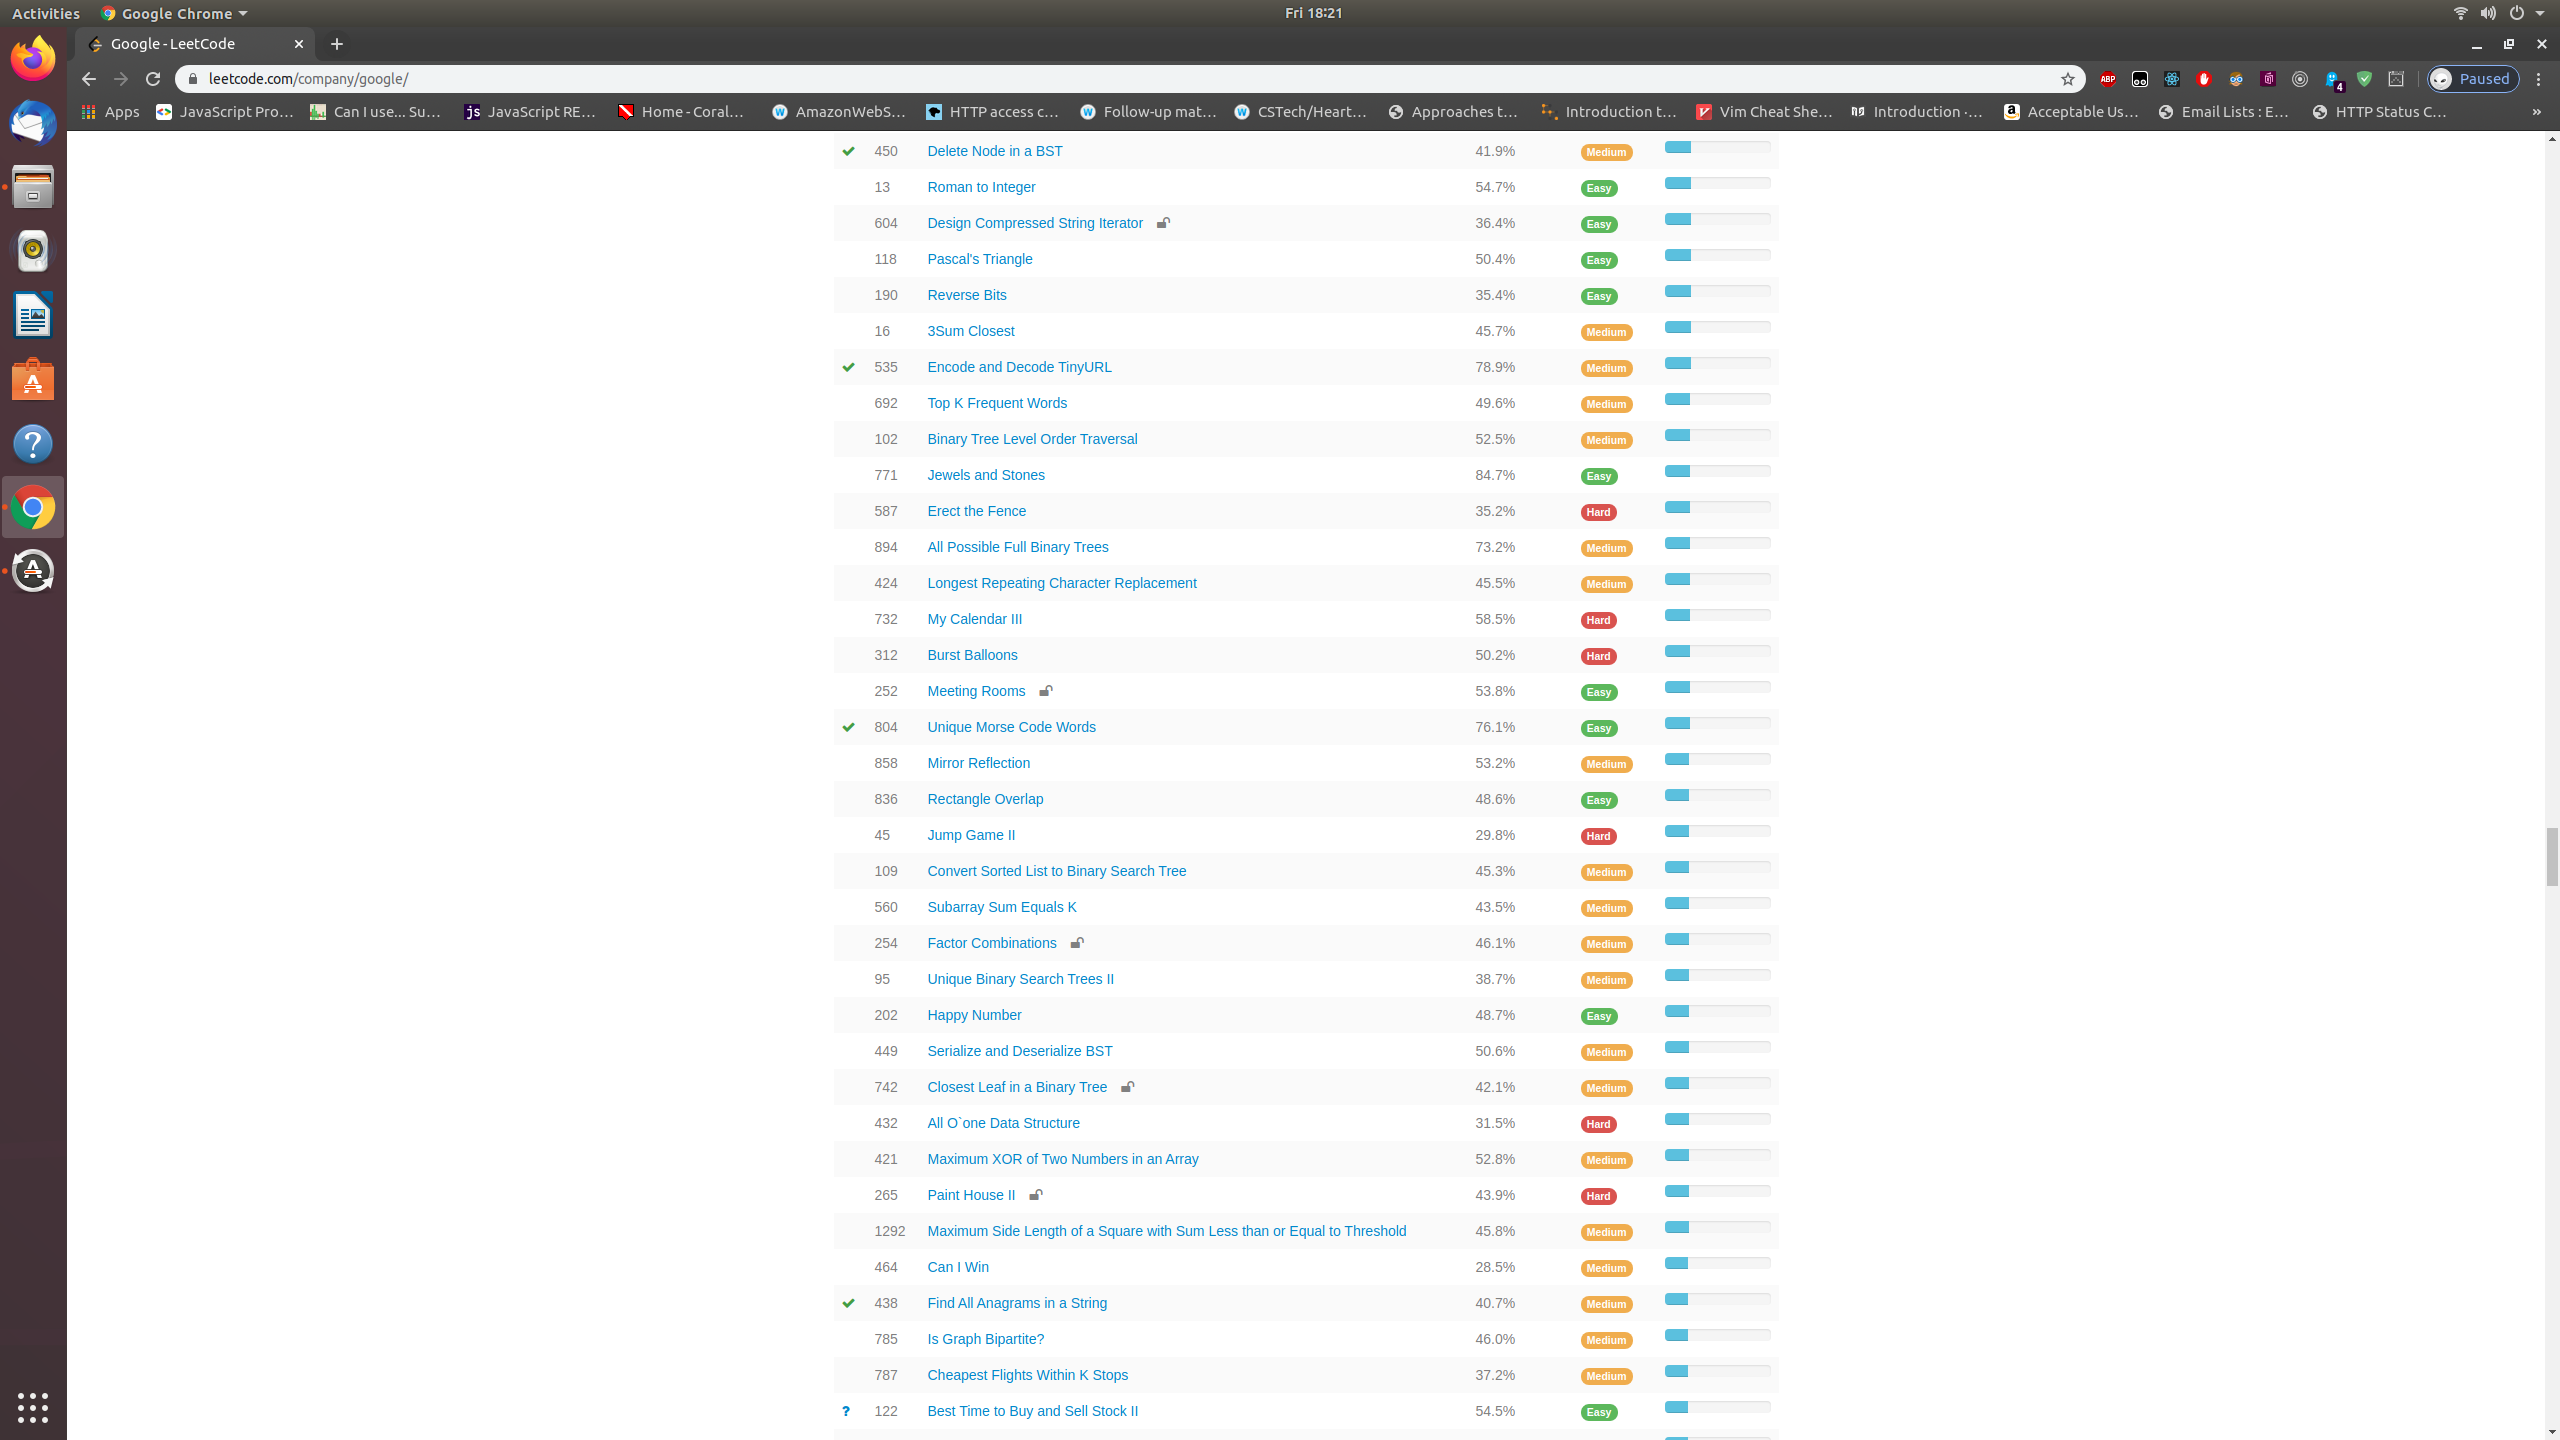 Activities Google Chrome Fri 18:21
Google - LeetCode
leetcode.com/company/google/ ABP 4 Paused
Apps JavaScript Pro… Can I use... Su… JavaScript RE… Home - Coral… AmazonWebS… HTTP access c… Follow-up mat… CSTech/Heart… Approaches t… Introduction t… Vim Cheat She… Introduction ·… Acceptable Us… Email Lists : E… HTTP Status C… »
450 Delete Node in a BST 41.9% Medium
13 Roman to Integer 54.7% Easy
604 Design Compressed String Iterator 36.4% Easy
118 Pascal's Triangle 50.4% Easy
190 Reverse Bits 35.4% Easy
16 3Sum Closest 45.7% Medium
535 Encode and Decode TinyURL 78.9% Medium
692 Top K Frequent Words 49.6% Medium
102 Binary Tree Level Order Traversal 52.5% Medium
771 Jewels and Stones 84.7% Easy
587 Erect the Fence 35.2% Hard
894 All Possible Full Binary Trees 73.2% Medium
424 Longest Repeating Character Replacement 45.5% Medium
732 My Calendar III 58.5% Hard
312 Burst Balloons 50.2% Hard
252 Meeting Rooms 53.8% Easy
804 Unique Morse Code Words 76.1% Easy
858 Mirror Reflection 53.2% Medium
836 Rectangle Overlap 48.6% Easy
45 Jump Game II 29.8% Hard
109 Convert Sorted List to Binary Search Tree 45.3% Medium
560 Subarray Sum Equals K 43.5% Medium
254 Factor Combinations 46.1% Medium
95 Unique Binary Search Trees II 38.7% Medium
202 Happy Number 48.7% Easy
449 Serialize and Deserialize BST 50.6% Medium
742 Closest Leaf in a Binary Tree 42.1% Medium
432 All O`one Data Structure 31.5% Hard
421 Maximum XOR of Two Numbers in an Array 52.8% Medium
265 Paint House II 43.9% Hard
1292 Maximum Side Length of a Square with Sum Less than or Equal to Threshold 45.8% Medium
464 Can I Win 28.5% Medium
438 Find All Anagrams in a String 40.7% Medium
785 Is Graph Bipartite? 46.0% Medium
787 Cheapest Flights Within K Stops 37.2% Medium
? 122 Best Time to Buy and Sell Stock II 54.5% Easy